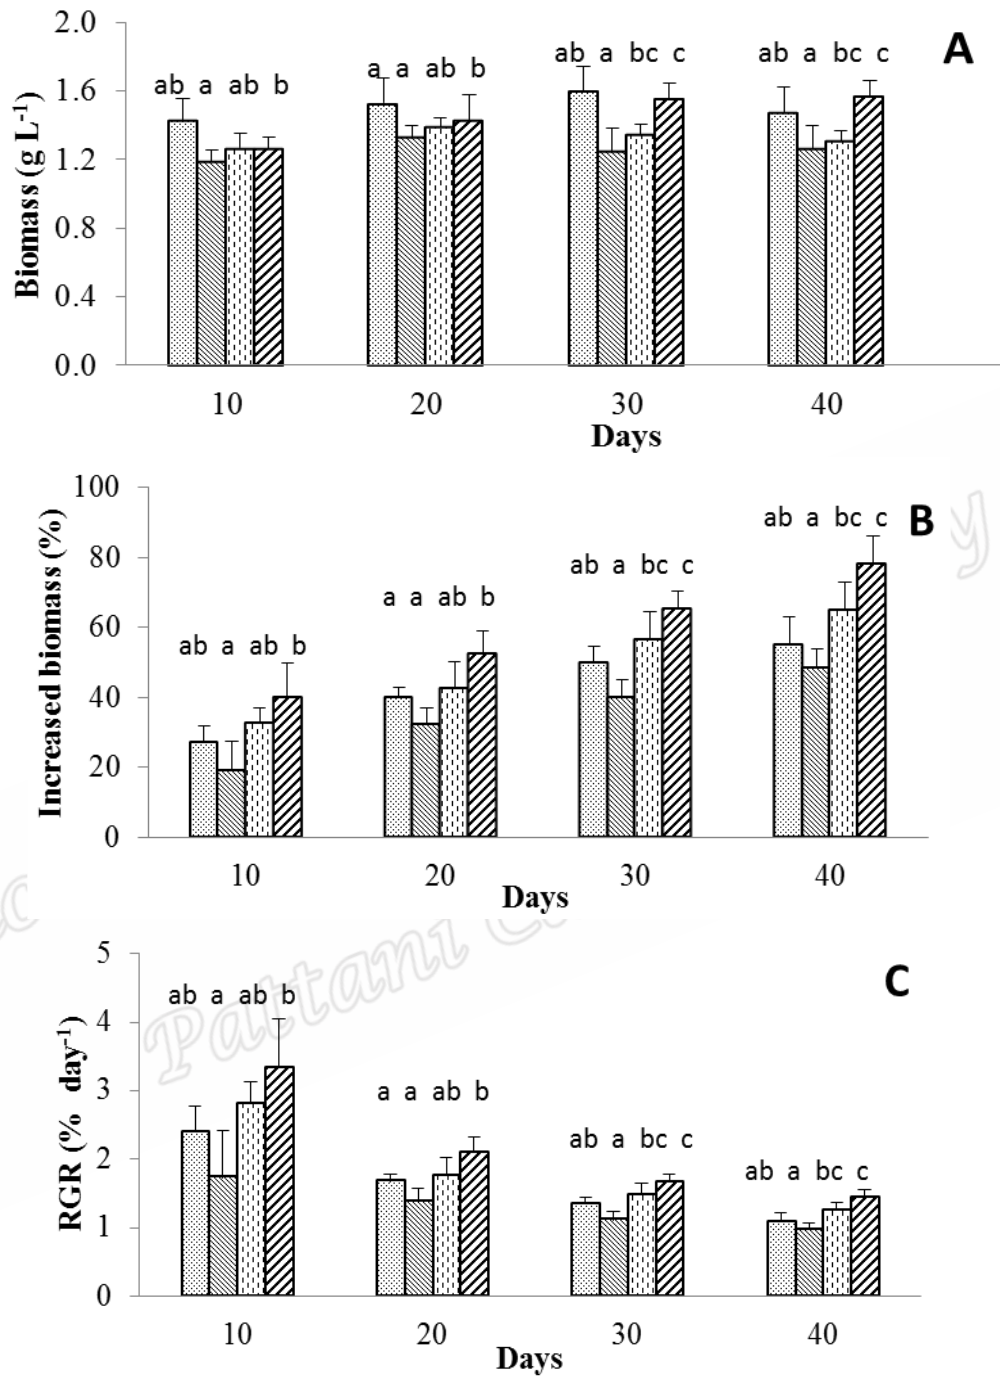 A
2.0
1.6
1.2
0.8
0.4
0.0
Biomass (g L-1)
ab a ab b
a a ab b
ab a bc c
ab a bc c
10 20 30 40
Days
B
100
80
60
40
20
0
Increased biomass (%)
ab a ab b
a a ab b
ab a bc c
ab a bc c
10 20 30 40
Days
C
5
4
3
2
1
0
RGR (% day-1)
ab a ab b
a a ab b
ab a bc c
ab a bc c
10 20 30 40
Days
Pattani